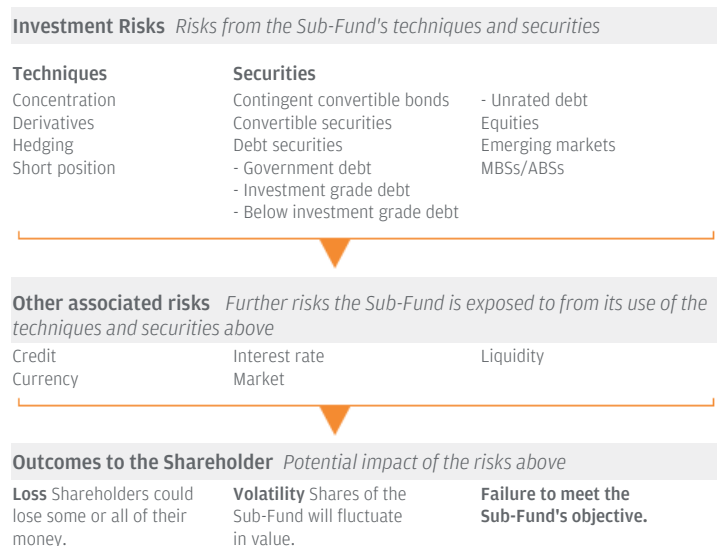 Investment Risks Risks from the Sub-Fund's techniques and securities
Techniques
Concentration
Derivatives
Hedging
Short position
Securities
Contingent convertible bonds
Convertible securities
Debt securities
- Government debt
- Investment grade debt
- Below investment grade debt
- Unrated debt
Equities
Emerging markets
MBSs/ABSs
Other associated risks Further risks the Sub-Fund is exposed to from its use of the
techniques and securities above
Credit
Currency
Interest rate
Market
Liquidity
Outcomes to the Shareholder Potential impact of the risks above
Loss Shareholders could
lose some or all of their
money.
Volatility Shares of the
Sub-Fund will fluctuate
in value.
Failure to meet the
Sub-Fund's objective.